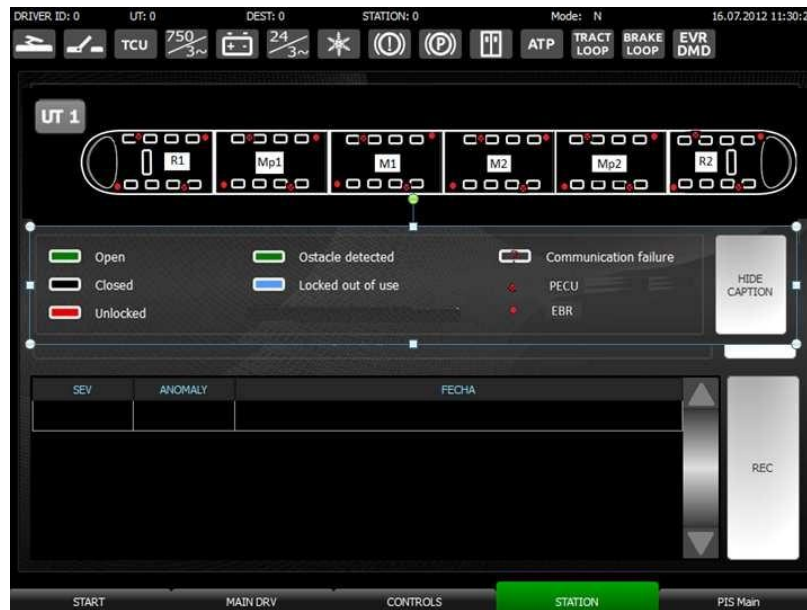 DRIVER ID: 0 UT: 0 DEST: 0 STATION: 0 Mode: N 16.07.2012 11:30:2
TCU 750 3~ + - 24 3~ (!) (P) ATP TRACT LOOP BRAKE LOOP EVR DMD
UT 1
R1 Mp1 M1 M2 Mp2 R2
Open Ostacle detected Communication failure
Closed Locked out of use PECU
Unlocked EBR
HIDE
CAPTION
SEV ANOMALY FECHA
REC
START MAIN DRV CONTROLS STATION PIS Main